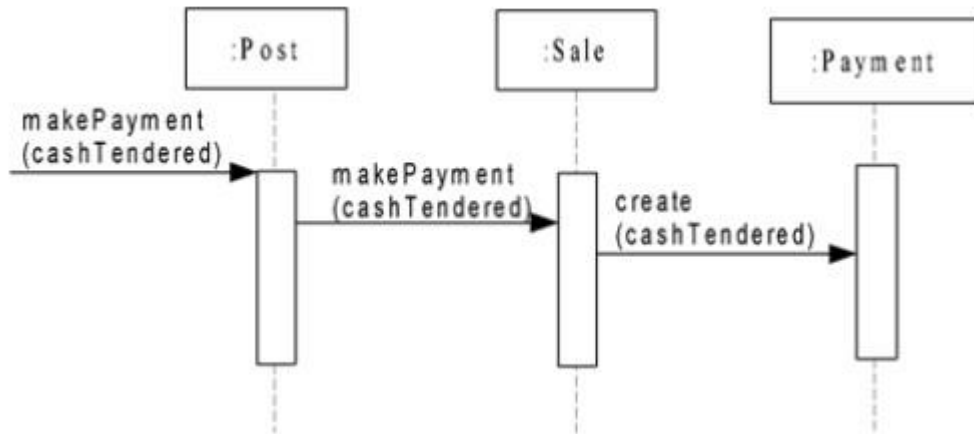 :Post
:Sale
:Payment
makePayment
(cashTendered)
makePayment
(cashTendered)
create
(cashTendered)